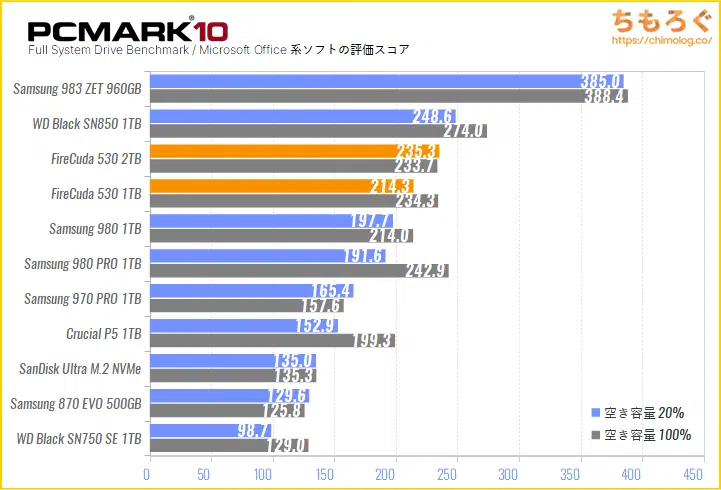 PCMARK®10
ちもろぐ
Full System Drive Benchmark / Microsoft Office 系ソフトの評価スコア
https://chimolog.co/
Samsung 983 ZET 960GB 385.0
388.4
WD Black SN850 1TB 248.6
274.0
FireCuda 530 2TB 235.3
233.7
FireCuda 530 1TB 214.3
234.3
Samsung 980 1TB 197.7
214.0
Samsung 980 PRO 1TB 191.6
242.9
Samsung 970 PRO 1TB 165.4
157.6
Crucial P5 1TB 152.9
199.3
SanDisk Ultra M.2 NVMe 135.0
135.3
Samsung 870 EVO 500GB 129.6
125.8
WD Black SN750 SE 1TB 98.7
129.0
空き容量 20%
空き容量 100%
0 50 100 150 200 250 300 350 400 450